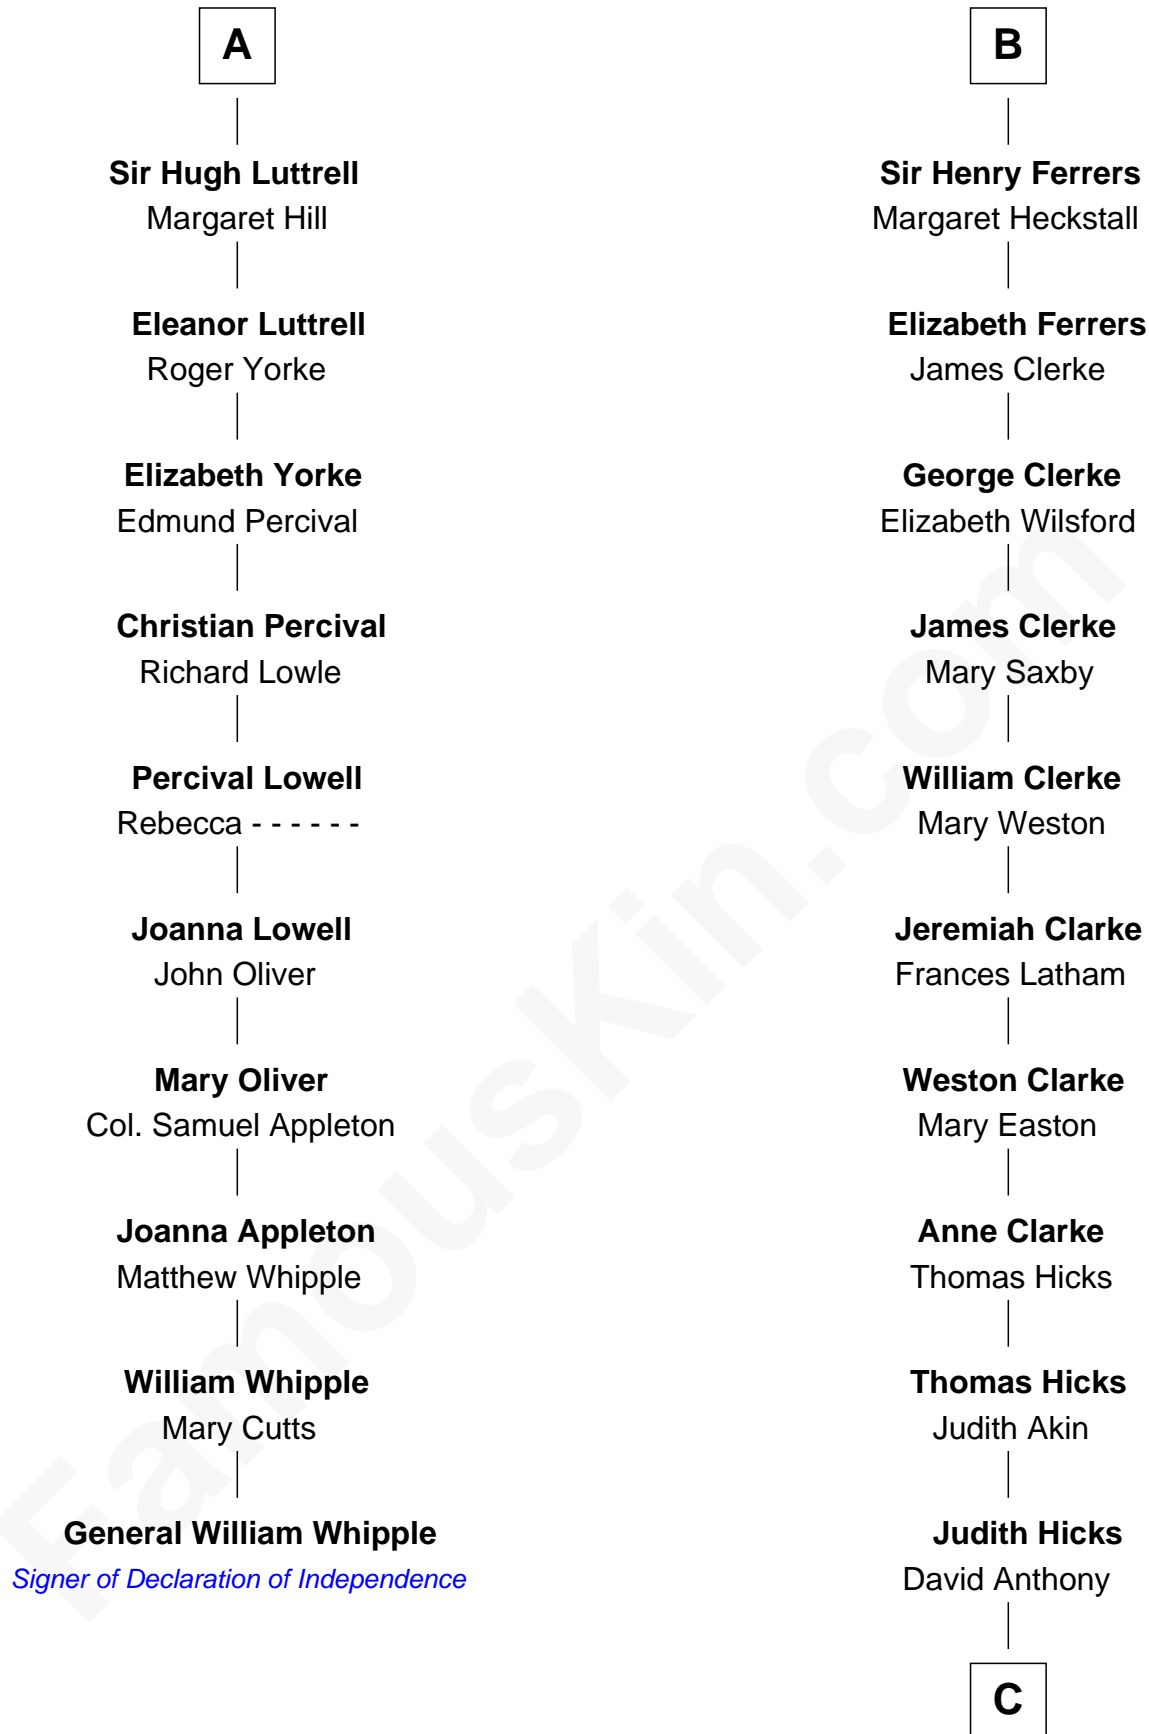 A
Sir Hugh Luttrell
Margaret Hill
Eleanor Luttrell
Roger Yorke
Elizabeth Yorke
Edmund Percival
Christian Percival
Richard Lowle
Percival Lowell
Rebecca - - - - - -
Joanna Lowell
John Oliver
Mary Oliver
Col. Samuel Appleton
Joanna Appleton
Matthew Whipple
William Whipple
Mary Cutts
General William Whipple
Signer of Declaration of Independence
B
Sir Henry Ferrers
Margaret Heckstall
Elizabeth Ferrers
James Clerke
George Clerke
Elizabeth Wilsford
James Clerke
Mary Saxby
William Clerke
Mary Weston
Jeremiah Clarke
Frances Latham
Weston Clarke
Mary Easton
Anne Clarke
Thomas Hicks
Thomas Hicks
Judith Akin
Judith Hicks
David Anthony
C
FamousKin.com